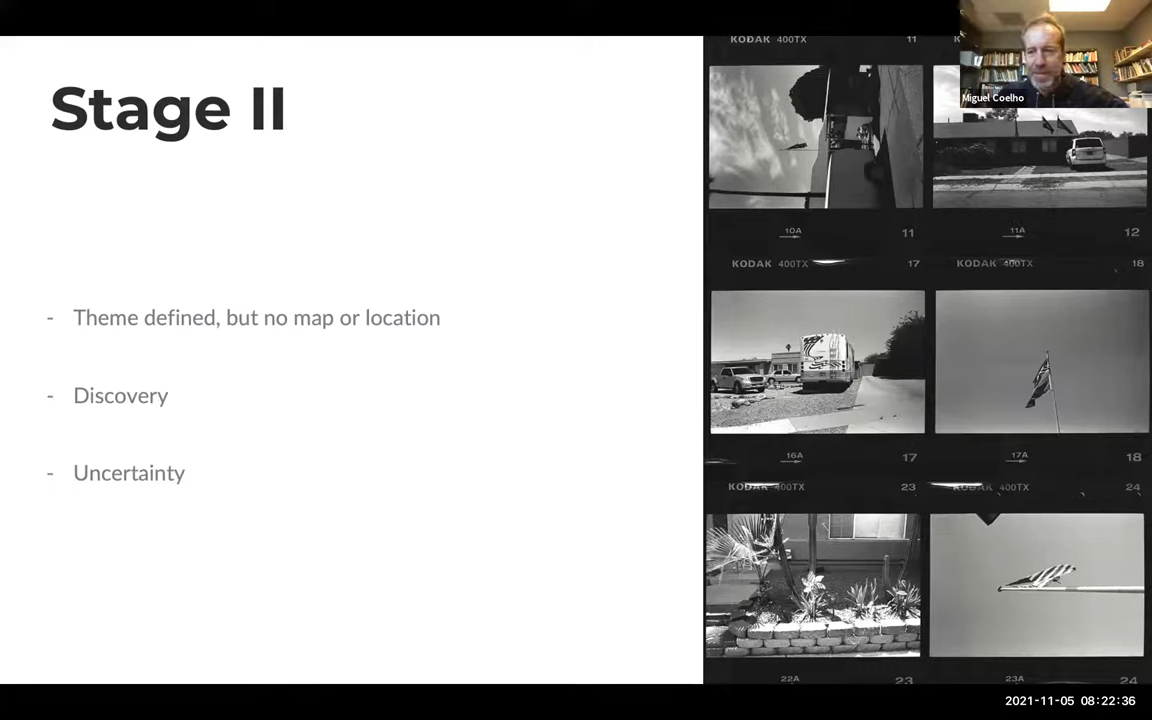 KODAK 400TX 11
Miguel Coelho
Stage II
10A 11 11A 12
KODAK 400TX 17 KODAK 400TX 18
- Theme defined, but no map or location
- Discovery
16A 17 17A 18
- Uncertainty
KODAK 400TX 23 KODAK 400TX 24
22A 23 23A 24
2021-11-05 08:22:36